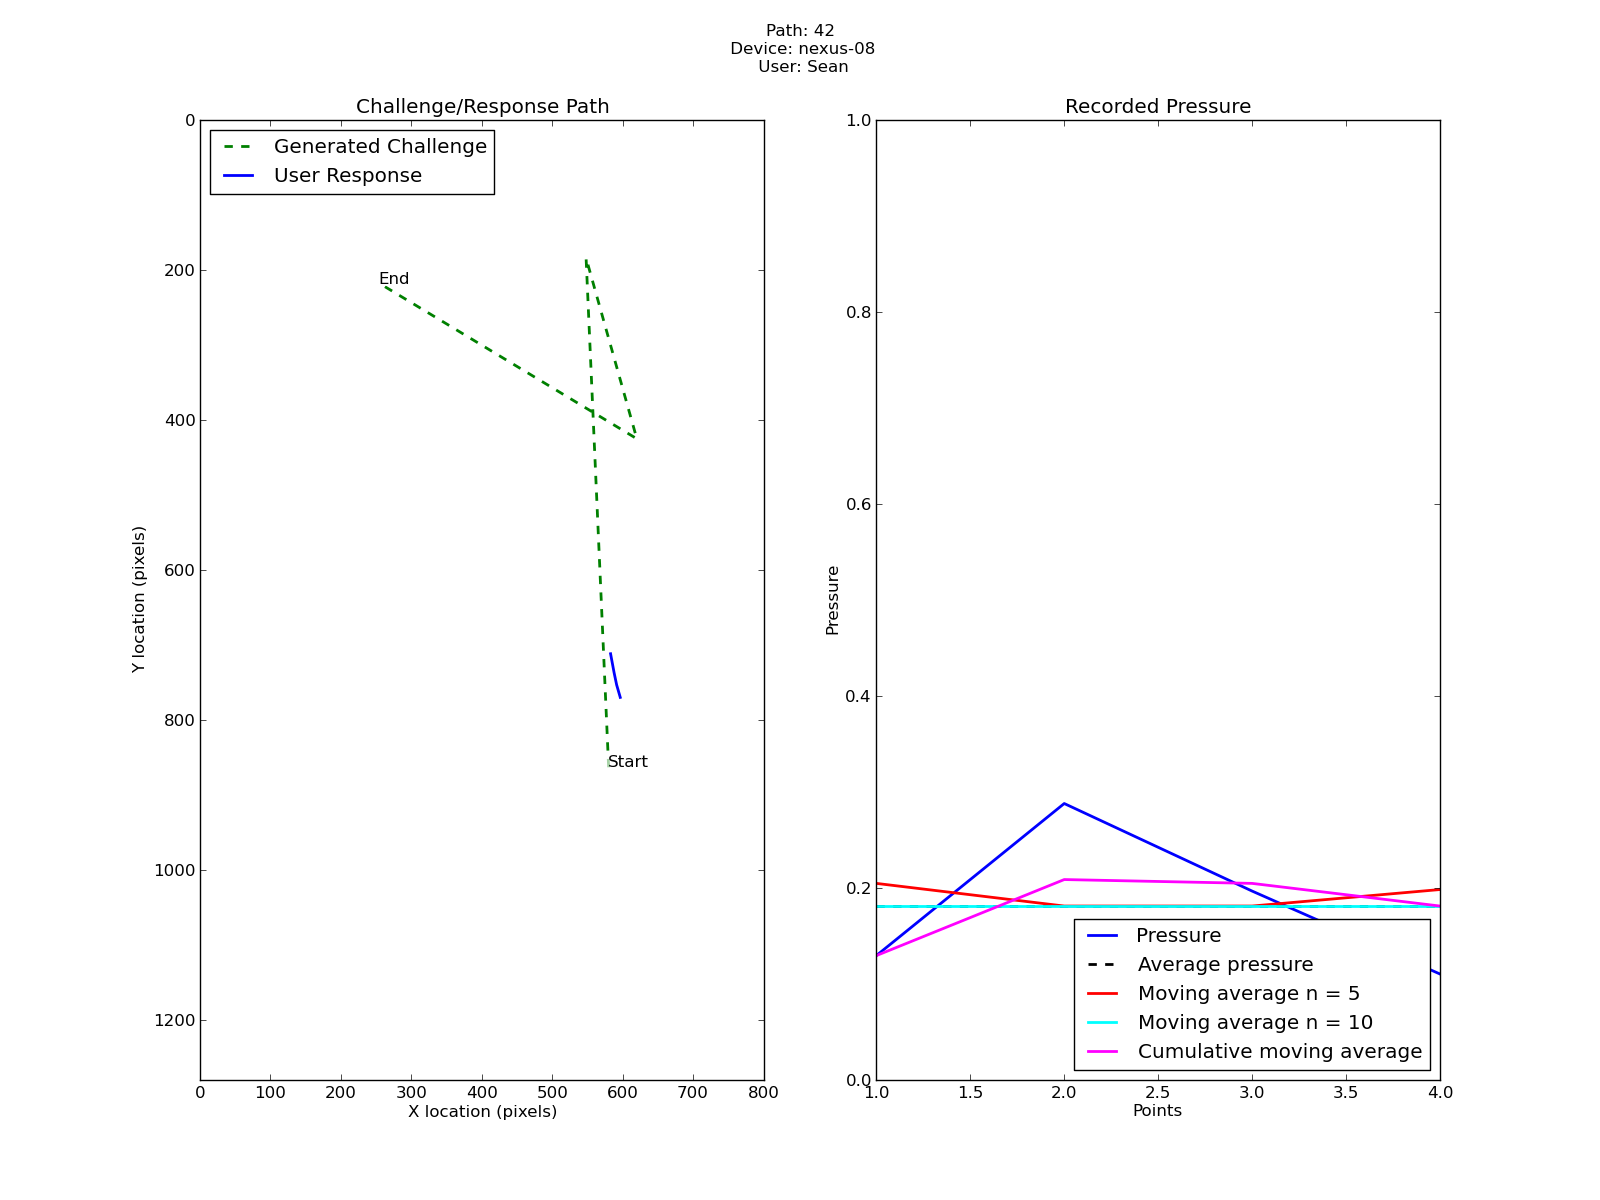 Path: 42
Device: nexus-08
User: Sean
Challenge/Response Path
Generated Challenge
User Response
End
Start
0
200
400
600
800
1000
1200
Y location (pixels)
0 100 200 300 400 500 600 700 800
X location (pixels)
Recorded Pressure
1.0
0.8
0.6
0.4
0.2
0.0
Pressure
Pressure
Average pressure
Moving average n = 5
Moving average n = 10
Cumulative moving average
1.0 1.5 2.0 2.5 3.0 3.5 4.0
Points